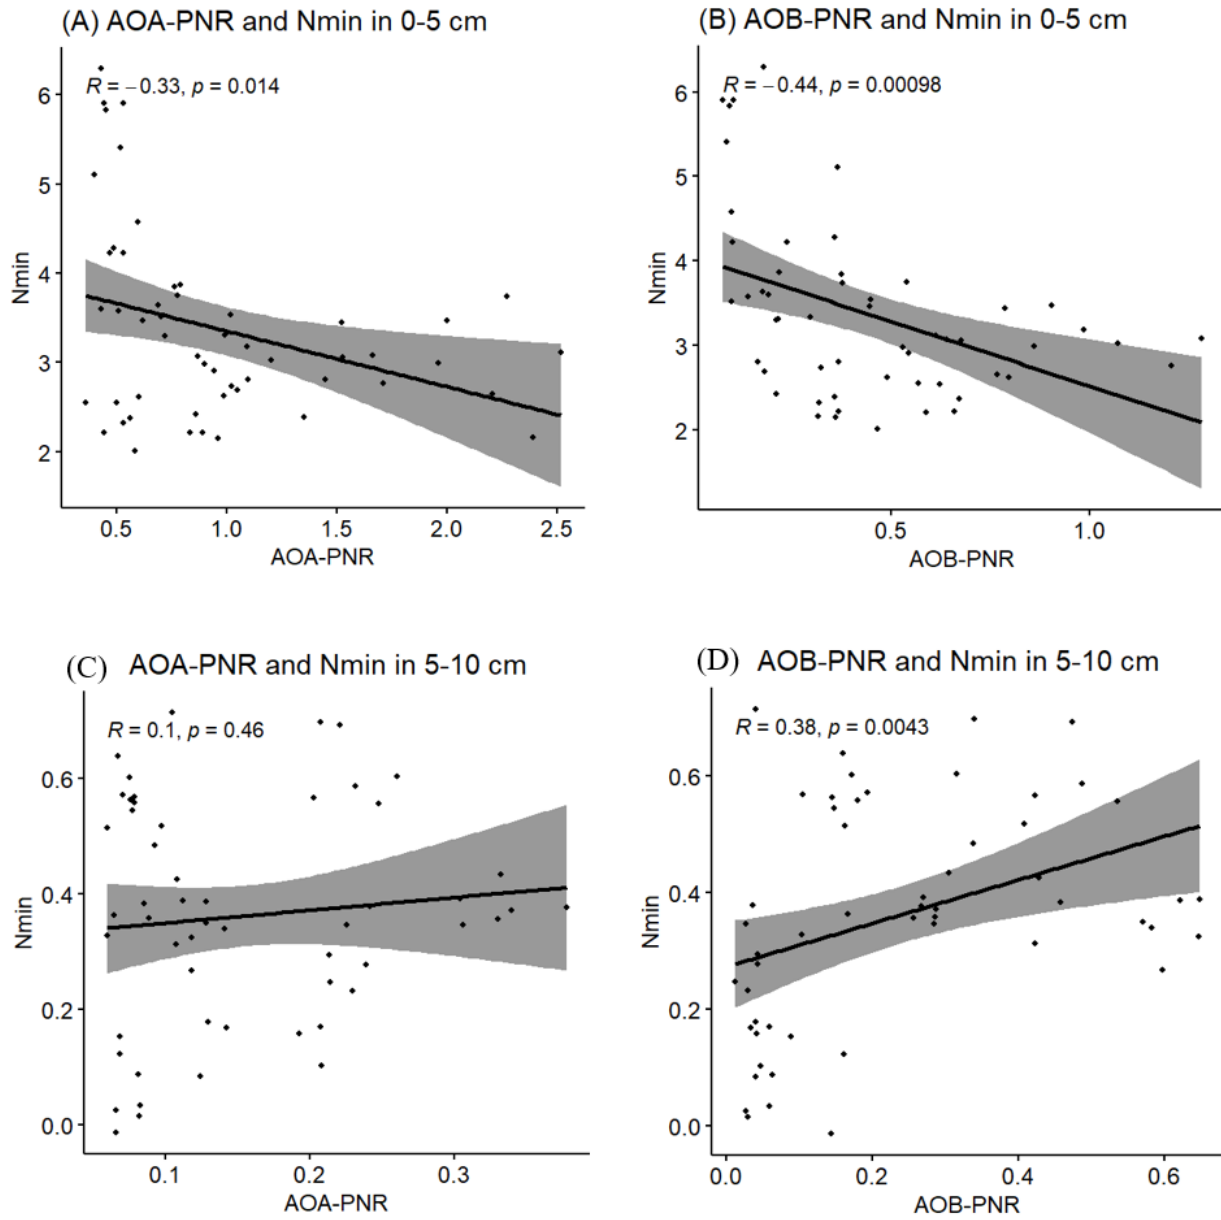 (A) AOA-PNR and Nmin in 0-5 cm
R = −0.33, p = 0.014
6
5
4
3
2
Nmin
0.5 1.0 1.5 2.0 2.5
AOA-PNR
(B) AOB-PNR and Nmin in 0-5 cm
R = −0.44, p = 0.00098
6
5
4
3
2
Nmin
0.5 1.0
AOB-PNR
(C) AOA-PNR and Nmin in 5-10 cm
R = 0.1, p = 0.46
0.6
0.4
0.2
0.0
Nmin
0.1 0.2 0.3
AOA-PNR
(D) AOB-PNR and Nmin in 5-10 cm
R = 0.38, p = 0.0043
0.6
0.4
0.2
0.0
Nmin
0.0 0.2 0.4 0.6
AOB-PNR